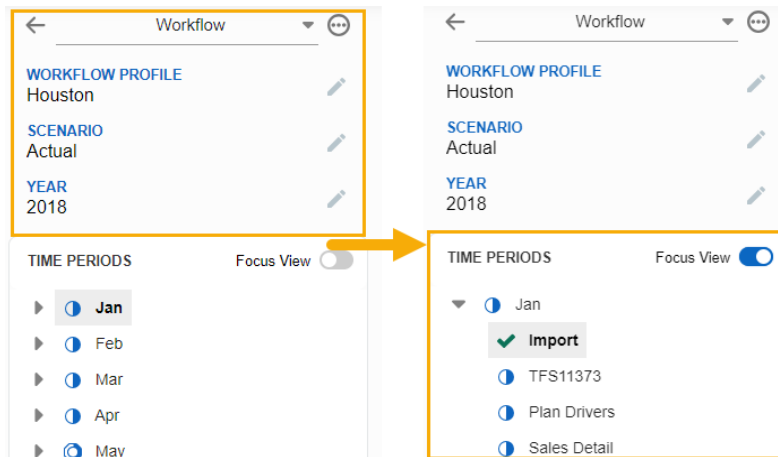 Workflow
WORKFLOW PROFILE
Houston
SCENARIO
Actual
YEAR
2018
TIME PERIODS Focus View
Jan
Feb
Mar
Apr
May
Workflow
WORKFLOW PROFILE
Houston
SCENARIO
Actual
YEAR
2018
TIME PERIODS Focus View
Jan
Import
TFS11373
Plan Drivers
Sales Detail